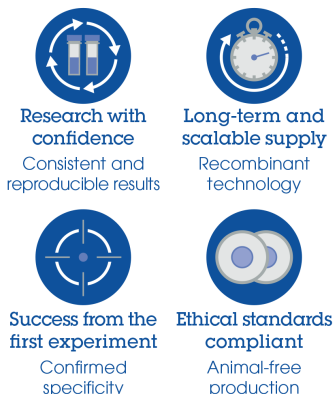 Research with
confidence
Consistent and
reproducible results
Long-term and
scalable supply
Recombinant
technology
Success from the
first experiment
Confirmed
specificity
Ethical standards
compliant
Animal-free
production